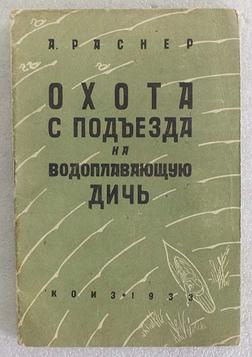 А. РАСНЕР
ОХОТА
С ПОДЪЕЗДА
НА
ВОДОПЛАВАЮЩУЮ
ДИЧЬ
КОИЗ·1933